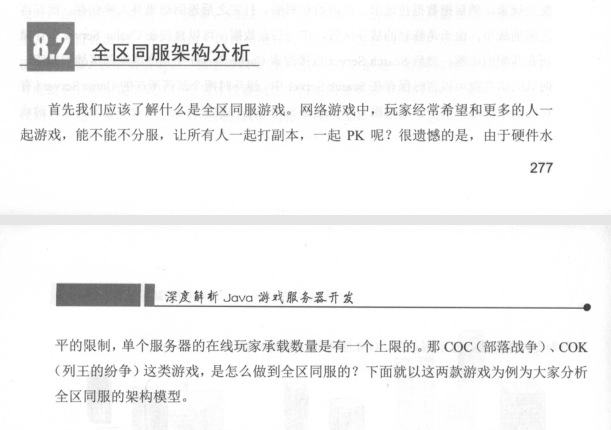 8.2 全区同服架构分析
首先我们应该了解什么是全区同服游戏。网络游戏中，玩家经常希望和更多的人一
起游戏，能不能不分服，让所有人一起打副本，一起 PK 呢？很遗憾的是，由于硬件水
277
深度解析 Java 游戏服务器开发
平的限制，单个服务器的在线玩家承载数量是有一个上限的。那 COC（部落战争）、COK
（列王的纷争）这类游戏，是怎么做到全区同服的？下面就以这两款游戏为例为大家分析
全区同服的架构模型。